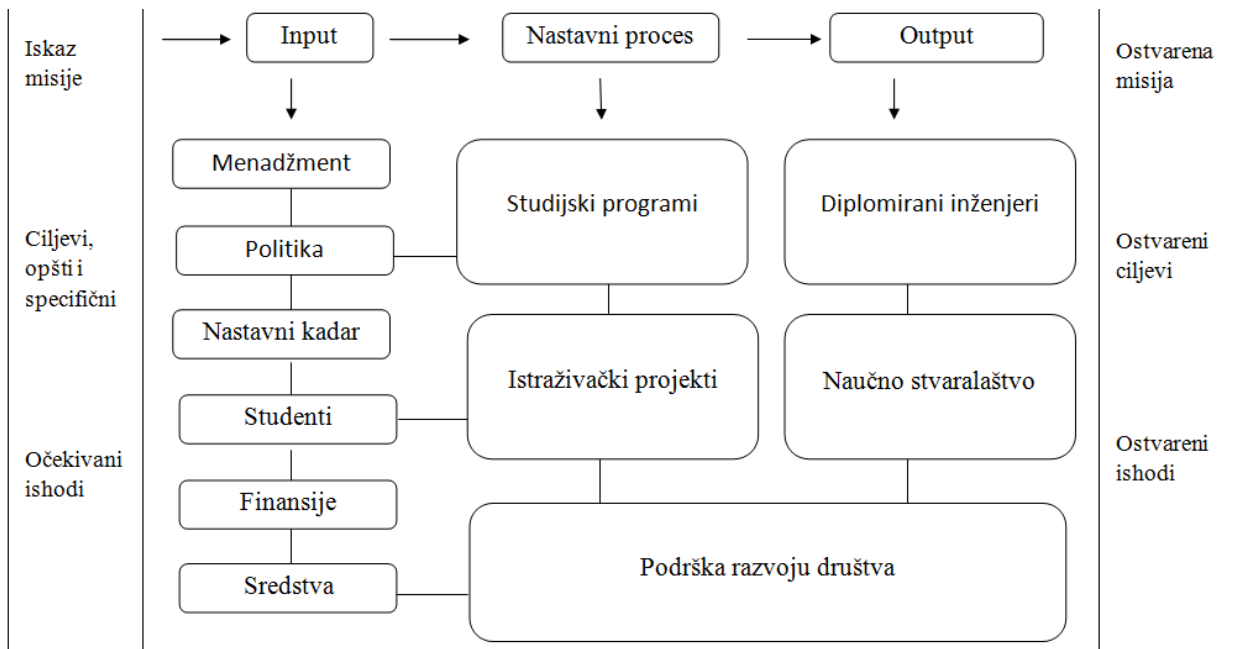 Iskaz
misije
Input
Nastavni proces
Output
Ostvarena
misija
Menadžment
Politika
Nastavni kadar
Studenti
Finansije
Sredstva
Studijski programi
Diplomirani inženjeri
Istraživački projekti
Naučno stvaralaštvo
Podrška razvoju društva
Ciljevi,
opšti i
specifični
Očekivani
ishodi
Ostvareni
ciljevi
Ostvareni
ishodi